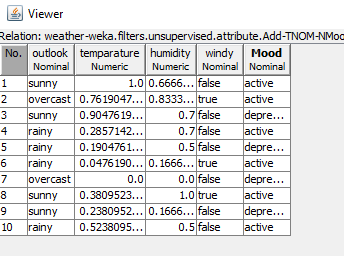 Viewer
Relation: weather-weka.filters.unsupervised.attribute.Add-TNOM-NMoo
No. outlook temparature humidity windy Mood
Nominal Numeric Numeric Nominal Nominal
1 sunny 1.0 0.6666... false active
2 overcast 0.7619047... 0.8333... true active
3 sunny 0.9047619... 0.7 false depre...
4 rainy 0.2857142... 0.7 false active
5 rainy 0.1904761... 0.5 false depre...
6 rainy 0.0476190... 0.1666... true active
7 overcast 0.0 0.0 false depre...
8 sunny 0.3809523... 1.0 true active
9 sunny 0.2380952... 0.1666... false depre...
10 rainy 0.5238095... 0.5 false active